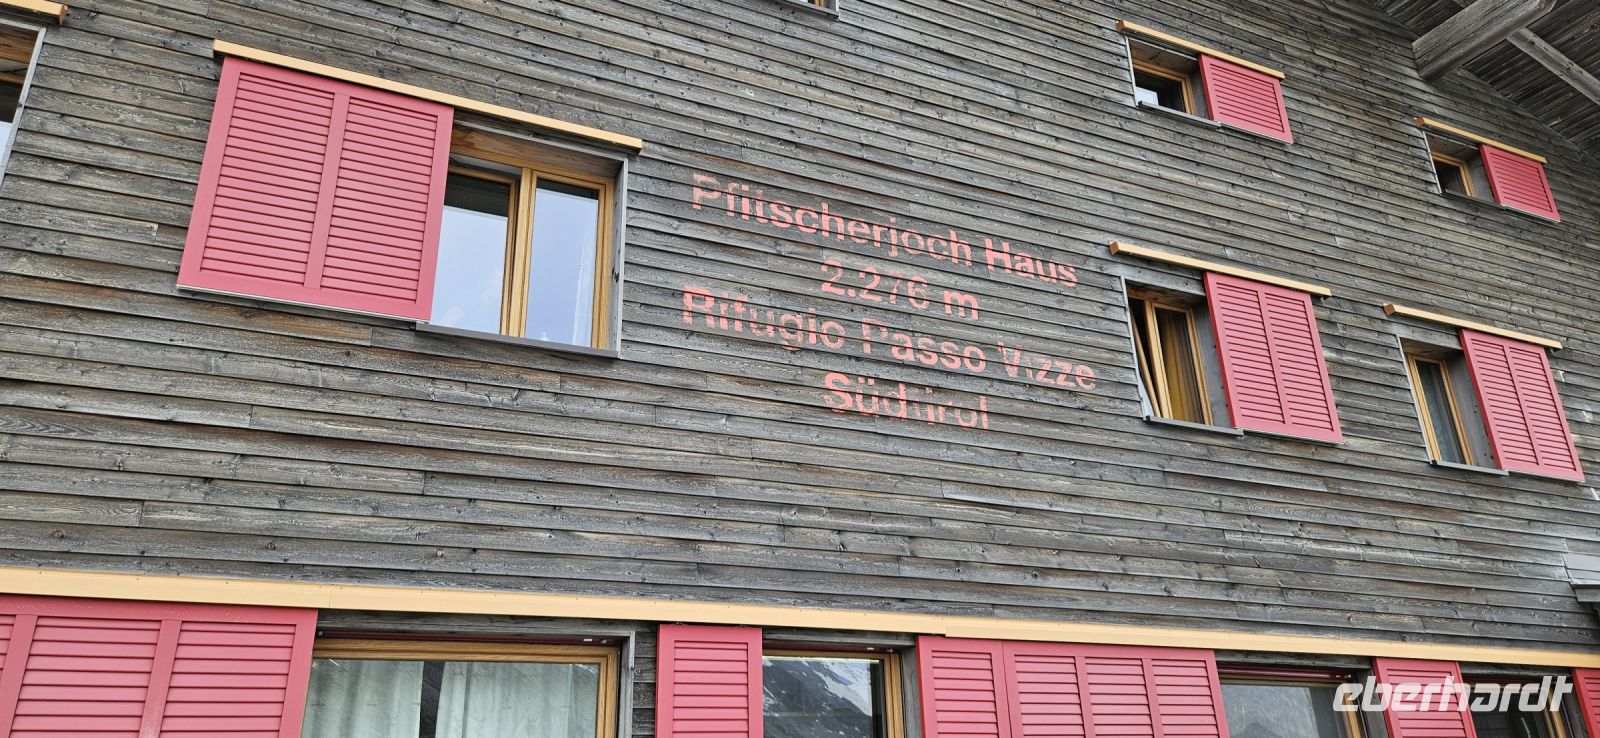 Pfitscherjoch Haus
2.276 m
Rifugio Passo Vizze
Südtirol
eberhardt